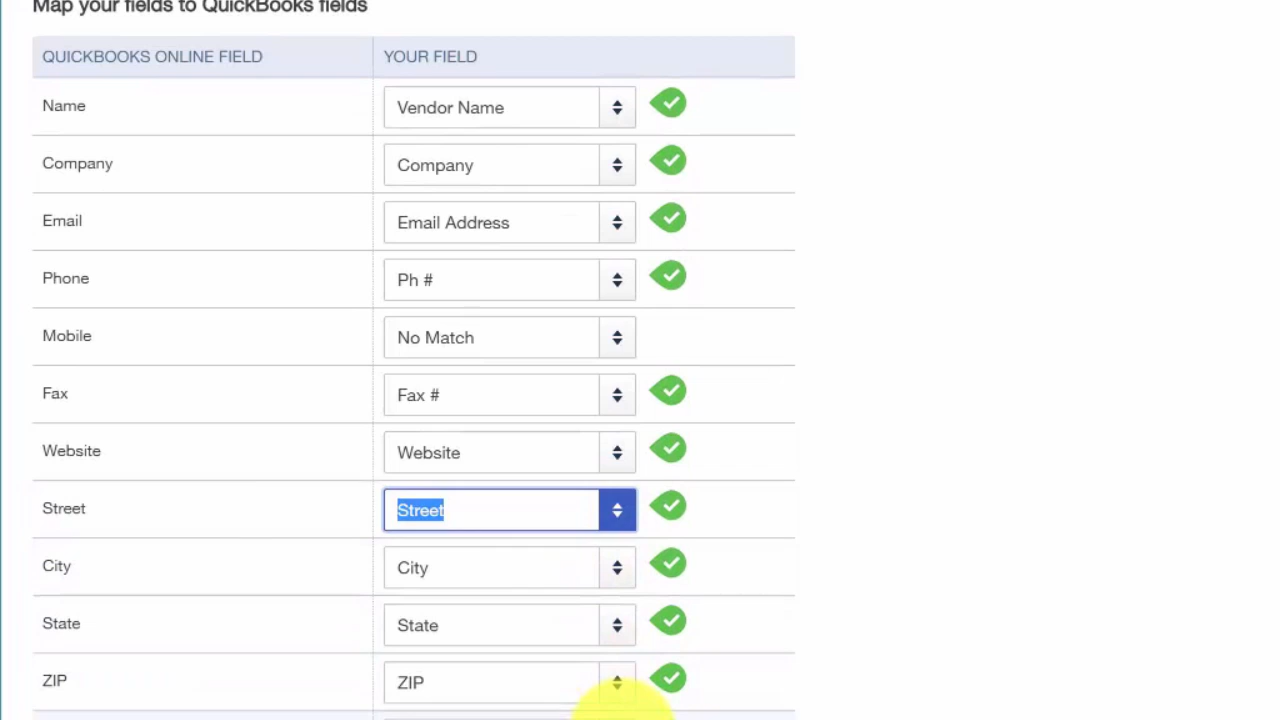 Map your fields to QuickBooks fields
QUICKBOOKS ONLINE FIELD YOUR FIELD
Name Vendor Name
Company Company
Email Email Address
Phone Ph #
Mobile No Match
Fax Fax #
Website Website
Street Street
City City
State State
ZIP ZIP